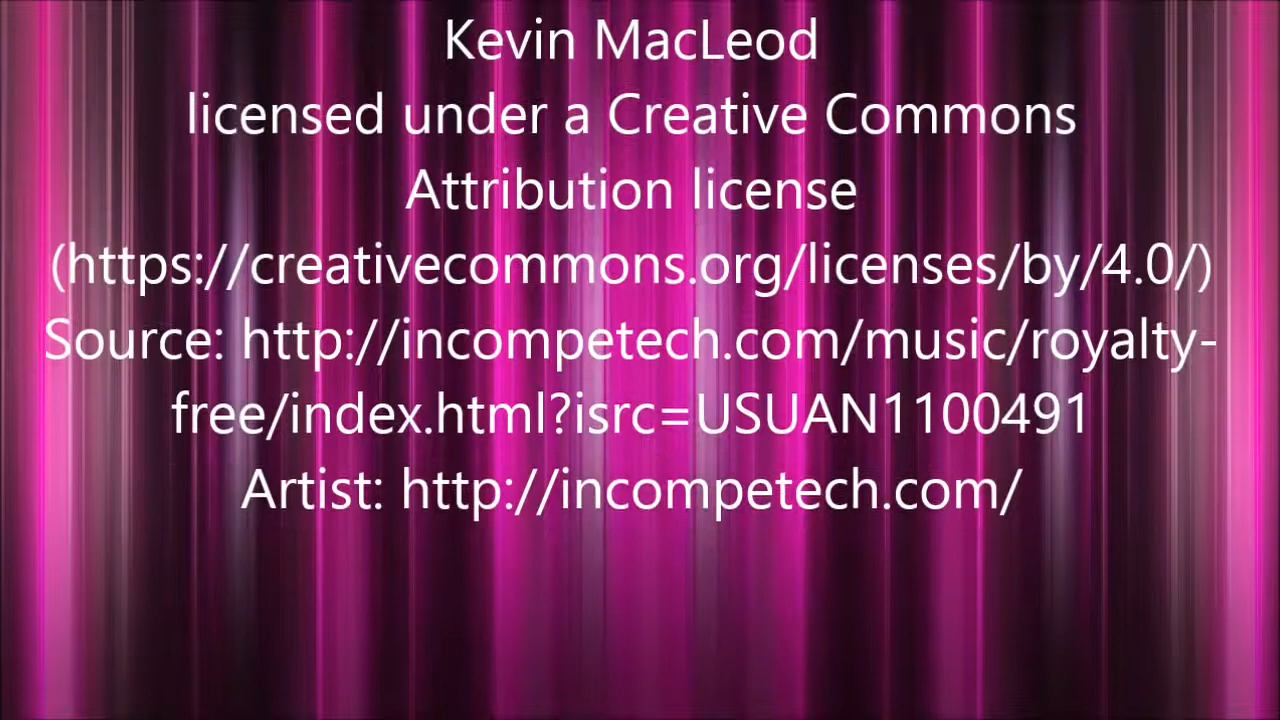 Kevin MacLeod
licensed under a Creative Commons
Attribution license
(https://creativecommons.org/licenses/by/4.0/)
Source: http://incompetech.com/music/royalty-
free/index.html?isrc=USUAN1100491
Artist: http://incompetech.com/